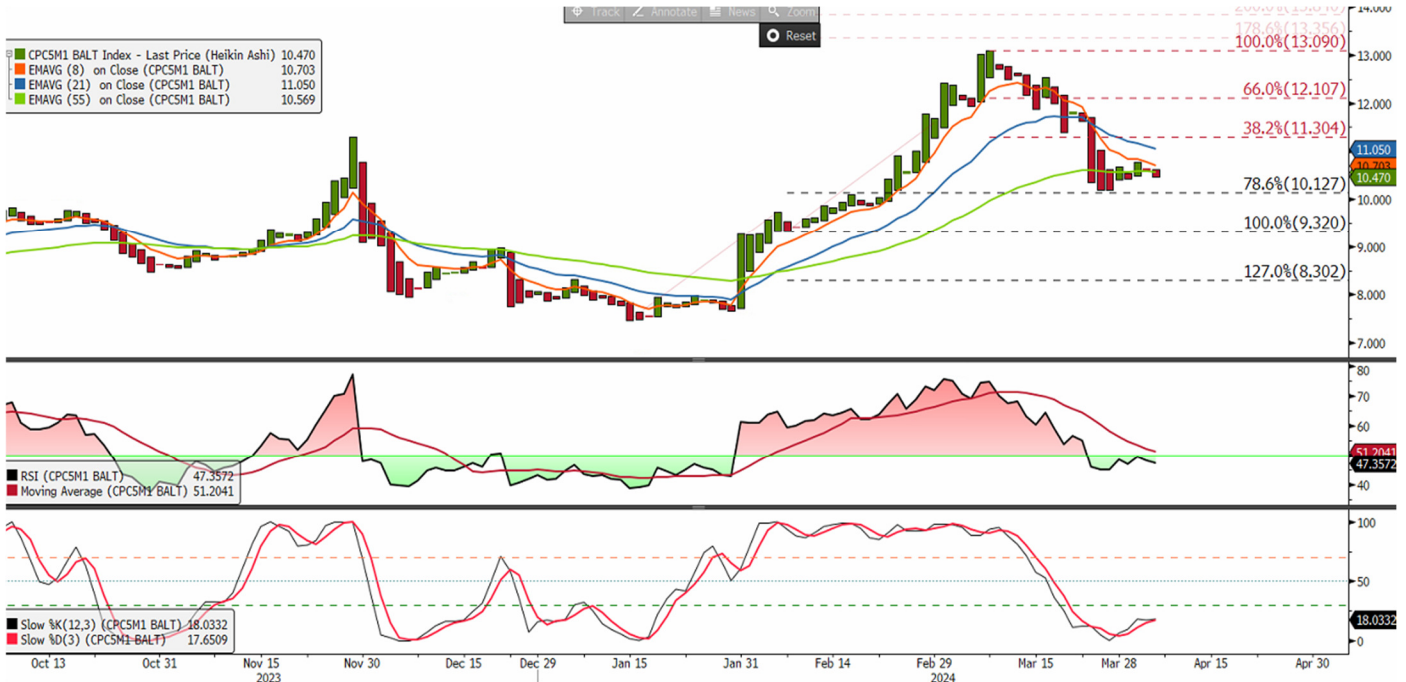 Track Annotate News Zoom
Reset
200.0%(13.846)
178.6%(13.356)
100.0%(13.090)
66.0%(12.107)
38.2%(11.304)
78.6%(10.127)
100.0%(9.320)
127.0%(8.302)
CPC5M1 BALT Index - Last Price (Heikin Ashi) 10.470
EMAVG (8) on Close (CPC5M1 BALT) 10.703
EMAVG (21) on Close (CPC5M1 BALT) 11.050
EMAVG (55) on Close (CPC5M1 BALT) 10.569
14.000
13.000
12.000
11.050
10.703
10.470
10.000
9.000
8.000
7.000
RSI (CPC5M1 BALT) 47.3572
Moving Average (CPC5M1 BALT) 51.2041
80
70
60
51.2041
47.3572
40
Slow %K(12,3) (CPC5M1 BALT) 18.0332
Slow %D(3) (CPC5M1 BALT) 17.6509
100
50
18.0332
0
Oct 13 Oct 31 Nov 15 Nov 30 Dec 15 Dec 29 Jan 15 Jan 31 Feb 14 Feb 29 Mar 15 Mar 28 Apr 15 Apr 30
2023 2024